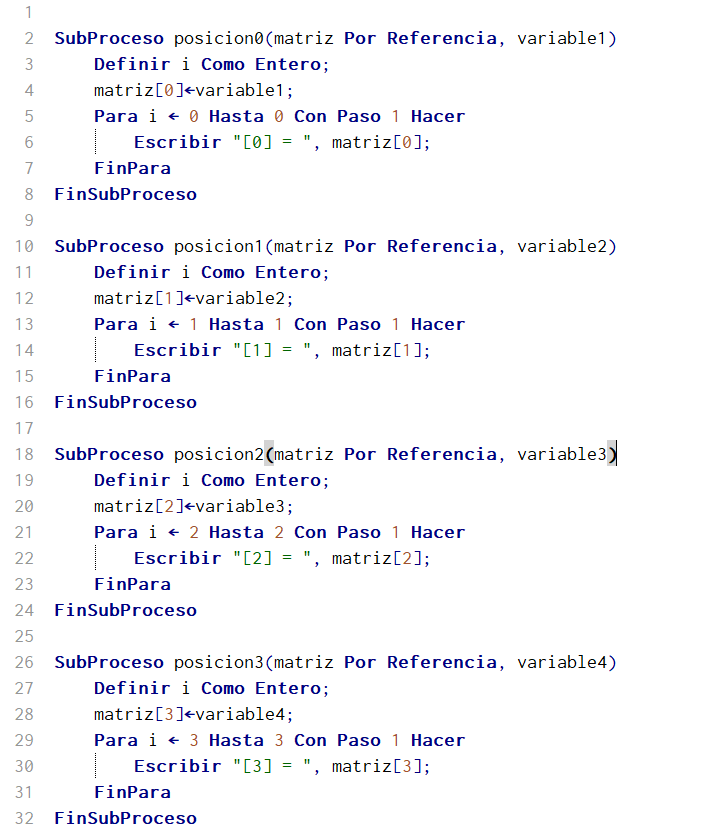 1
2 SubProceso posicion0(matriz Por Referencia, variable1)
3 Definir i Como Entero;
4 matriz[0]←variable1;
5 Para i ← 0 Hasta 0 Con Paso 1 Hacer
6 Escribir "[0] = ", matriz[0];
7 FinPara
8 FinSubProceso
9
10 SubProceso posicion1(matriz Por Referencia, variable2)
11 Definir i Como Entero;
12 matriz[1]←variable2;
13 Para i ← 1 Hasta 1 Con Paso 1 Hacer
14 Escribir "[1] = ", matriz[1];
15 FinPara
16 FinSubProceso
17
18 SubProceso posicion2(matriz Por Referencia, variable3)
19 Definir i Como Entero;
20 matriz[2]←variable3;
21 Para i ← 2 Hasta 2 Con Paso 1 Hacer
22 Escribir "[2] = ", matriz[2];
23 FinPara
24 FinSubProceso
25
26 SubProceso posicion3(matriz Por Referencia, variable4)
27 Definir i Como Entero;
28 matriz[3]←variable4;
29 Para i ← 3 Hasta 3 Con Paso 1 Hacer
30 Escribir "[3] = ", matriz[3];
31 FinPara
32 FinSubProceso